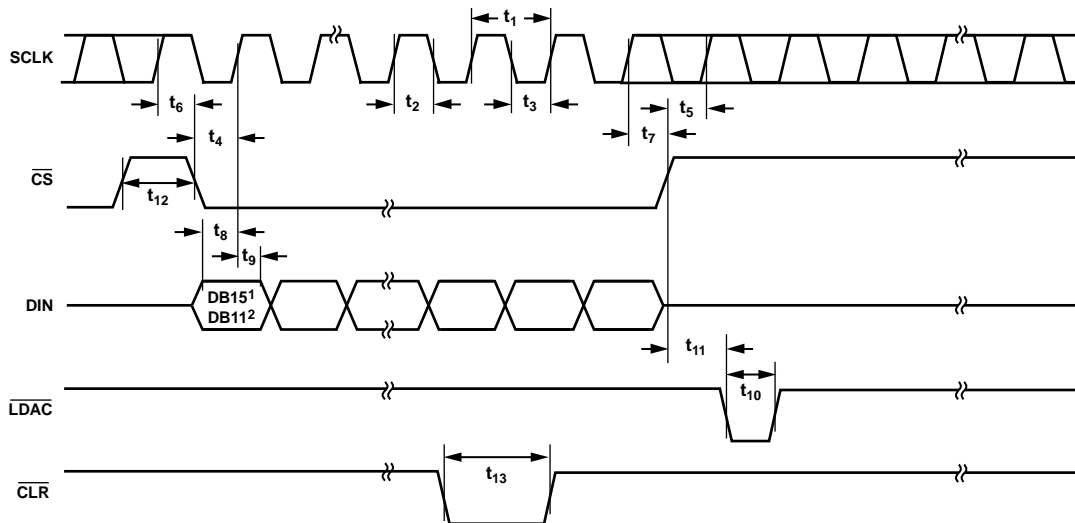 t1
SCLK
t6
t2
t3
t5
t4
t7
CS
t12
t8
t9
DIN
DB15¹
DB11²
t11
t10
LDAC
t13
CLR